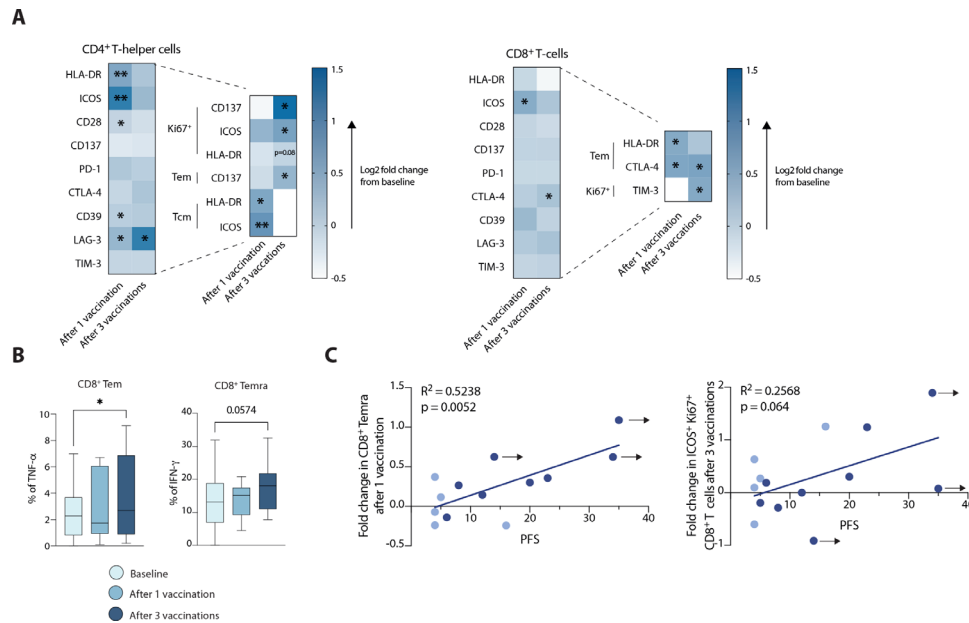 A
CD4+ T-helper cells
HLA-DR
ICOS
CD28
CD137
PD-1
CTLA-4
CD39
LAG-3
TIM-3
**
**
*
*
*
*
After 1 vaccination
After 3 vaccinations
Ki67+
Tem
Tcm
CD137
ICOS
HLA-DR
CD137
HLA-DR
ICOS
*
*
p=0.08
*
*
**
After 1 vaccination
After 3 vaccations
1.5
1
0.5
0
-0.5
Log2 fold change
from baseline
CD8+ T-cells
HLA-DR
ICOS
CD28
CD137
PD-1
CTLA-4
CD39
LAG-3
TIM-3
*
*
After 1 vaccination
After 3 vaccinations
Tem
Ki67+
HLA-DR
CTLA-4
TIM-3
*
*
*
*
After 1 vaccination
After 3 vaccations
1.5
1
0.5
0
-0.5
Log2 fold change
from baseline
B
CD8+ Tem
% of TNF-α
10
8
6
4
2
0
*
CD8+ Temra
% of IFN-γ
40
30
20
10
0
0.0574
Baseline
After 1 vaccination
After 3 vaccinations
C
Fold change in CD8+ Temra
after 1 vaccination
R2 = 0.5238
p = 0.0052
1.5
1.0
0.5
0.0
-0.5
10
20
30
40
PFS
Fold change in ICOS+ Ki67+
CD8+ T cells after 3 vaccinations
R2 = 0.2568
p = 0.064
2
1
0
-1
10
20
30
40
PFS